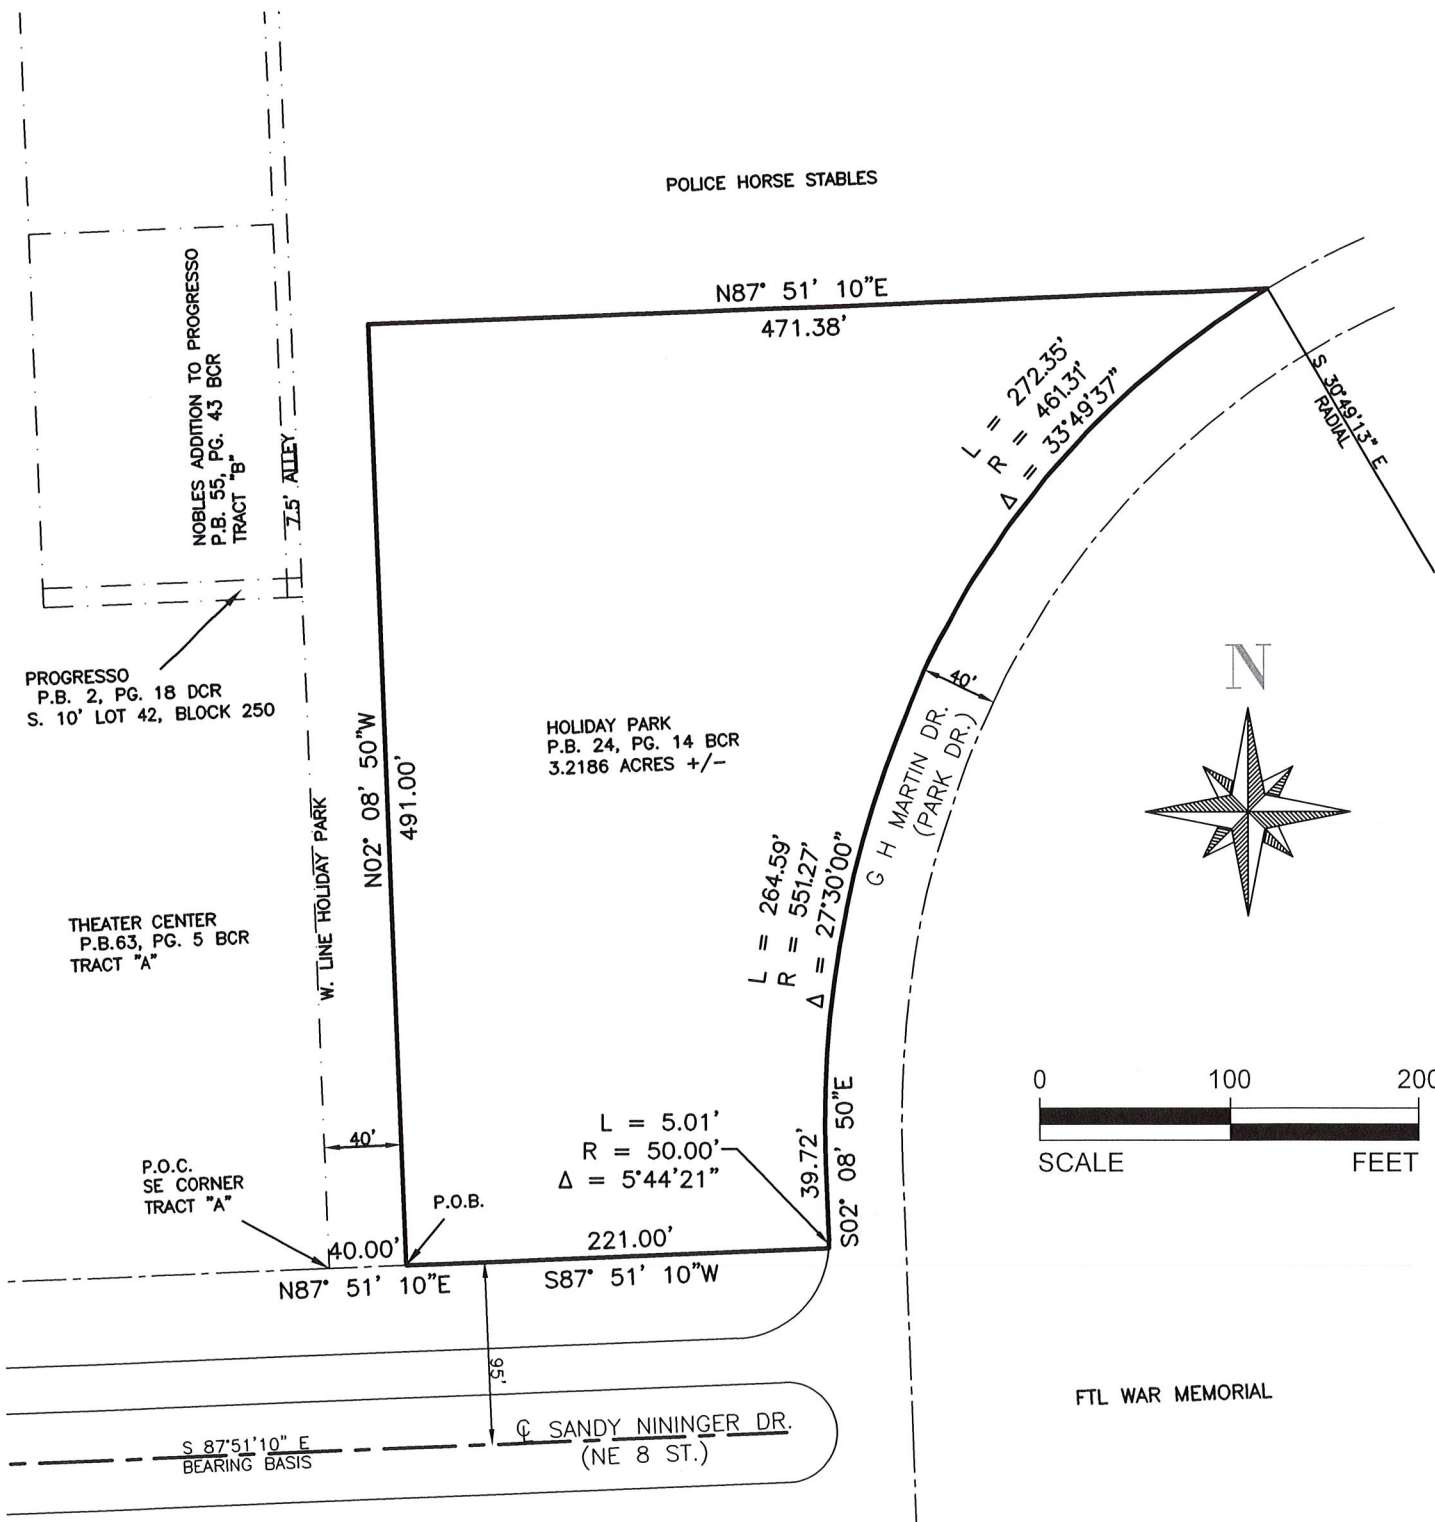 POLICE HORSE STABLES
N87° 51' 10"E
471.38'
NOBLES ADDITION TO PROGRESSO
P.B. 55, PG. 43 BCR
TRACT "B"
7.5' ALLEY
L = 272.35'
R = 461.31'
Δ = 33°49'37"
S 30°49'13" E
RADIAL
PROGRESSO
P.B. 2, PG. 18 DCR
S. 10' LOT 42, BLOCK 250
N02° 08' 50"W
491.00'
HOLIDAY PARK
P.B. 24, PG. 14 BCR
3.2186 ACRES +/-
40'
G H MARTIN DR.
(PARK DR.)
N
W. LINE HOLIDAY PARK
THEATER CENTER
P.B.63, PG. 5 BCR
TRACT "A"
L = 264.59'
R = 551.27'
Δ = 27°30'00"
0 100 200
SCALE FEET
40'
L = 5.01'
R = 50.00'
Δ = 5°44'21"
39.72'
S02° 08' 50"E
P.O.C.
SE CORNER
TRACT "A"
P.O.B.
40.00'
N87° 51' 10"E
221.00'
S87° 51' 10"W
95'
FTL WAR MEMORIAL
S 87°51'10" E
BEARING BASIS
℄ SANDY NININGER DR.
(NE 8 ST.)